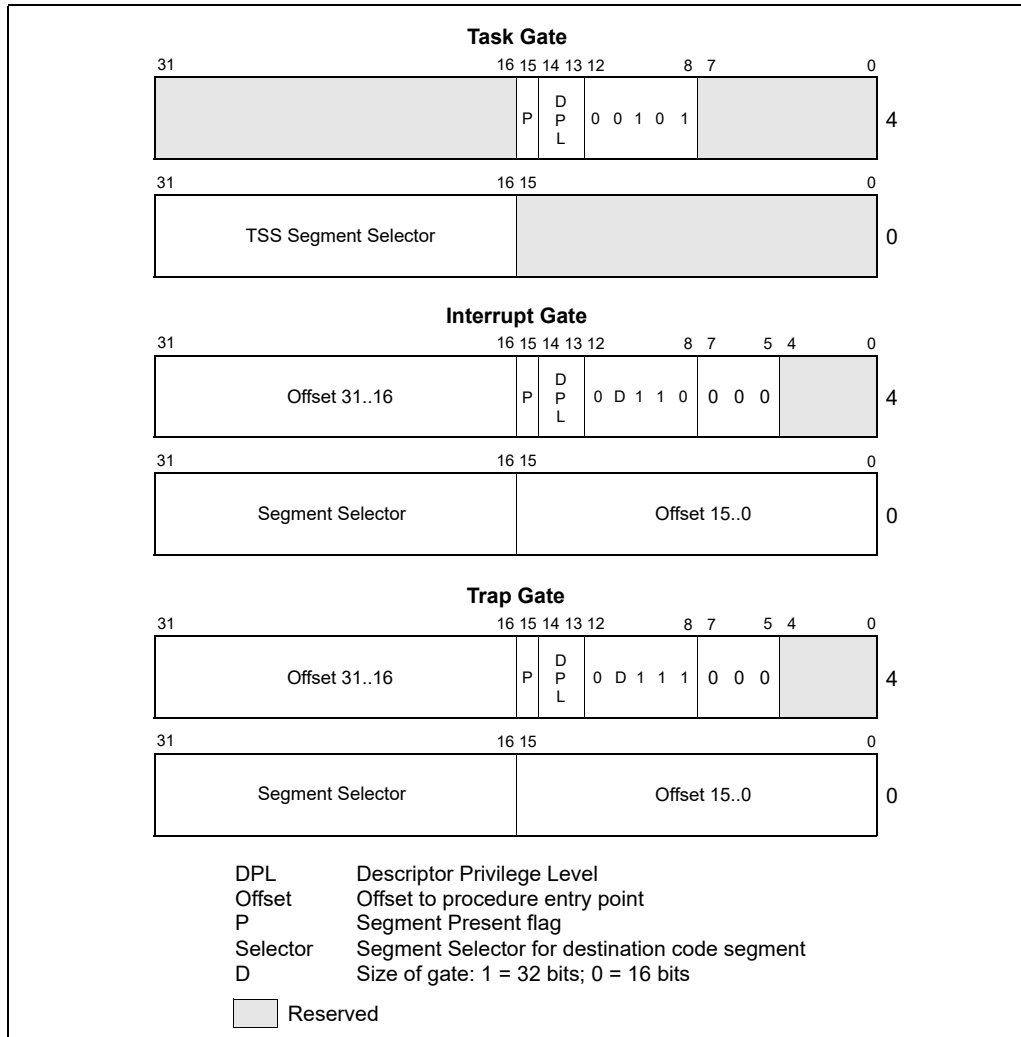 Task Gate
31 16 15 14 13 12 8 7 0
P D P L 0 0 1 0 1 4
31 16 15 0
TSS Segment Selector 0
Interrupt Gate
31 16 15 14 13 12 8 7 5 4 0
Offset 31..16 P D P L 0 D 1 1 0 0 0 0 4
31 16 15 0
Segment Selector Offset 15..0 0
Trap Gate
31 16 15 14 13 12 8 7 5 4 0
Offset 31..16 P D P L 0 D 1 1 1 0 0 0 4
31 16 15 0
Segment Selector Offset 15..0 0
DPL Descriptor Privilege Level
Offset Offset to procedure entry point
P Segment Present flag
Selector Segment Selector for destination code segment
D Size of gate: 1 = 32 bits; 0 = 16 bits
Reserved